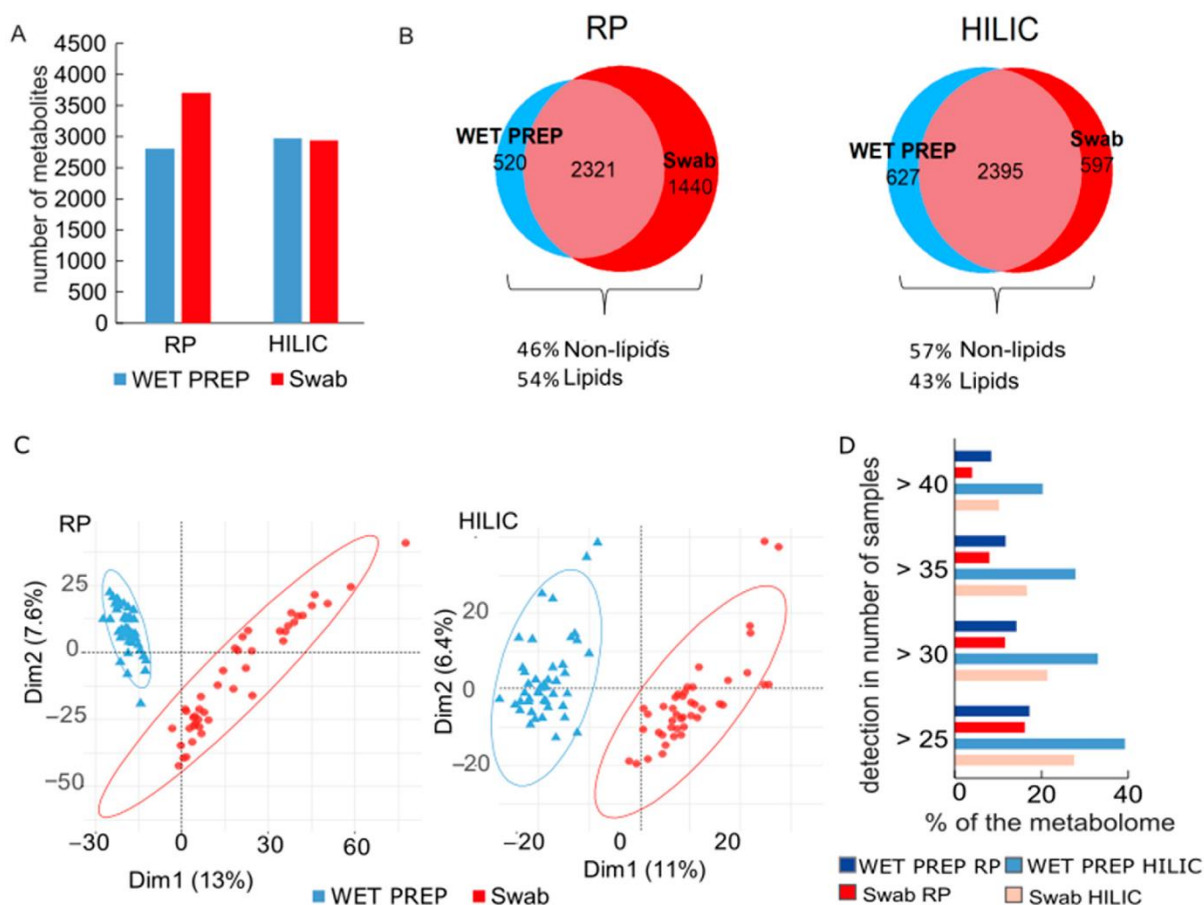 A
4500
4000
3500
3000
2500
2000
1500
1000
500
0
number of metabolites
RP HILIC
WET PREP Swab
B
RP
WET PREP
520
2321
Swab
1440
46% Non-lipids
54% Lipids
HILIC
WET PREP
627
2395
Swab
597
57% Non-lipids
43% Lipids
C
RP
Dim2 (7.6%)
25
0
−25
−50
−30 0 30 60
Dim1 (13%)
HILIC
Dim2 (6.4%)
20
0
−20
−20 0 20
Dim1 (11%)
WET PREP Swab
D
detection in number of samples
> 40
> 35
> 30
> 25
0 20 40
% of the metabolome
WET PREP RP WET PREP HILIC
Swab RP Swab HILIC